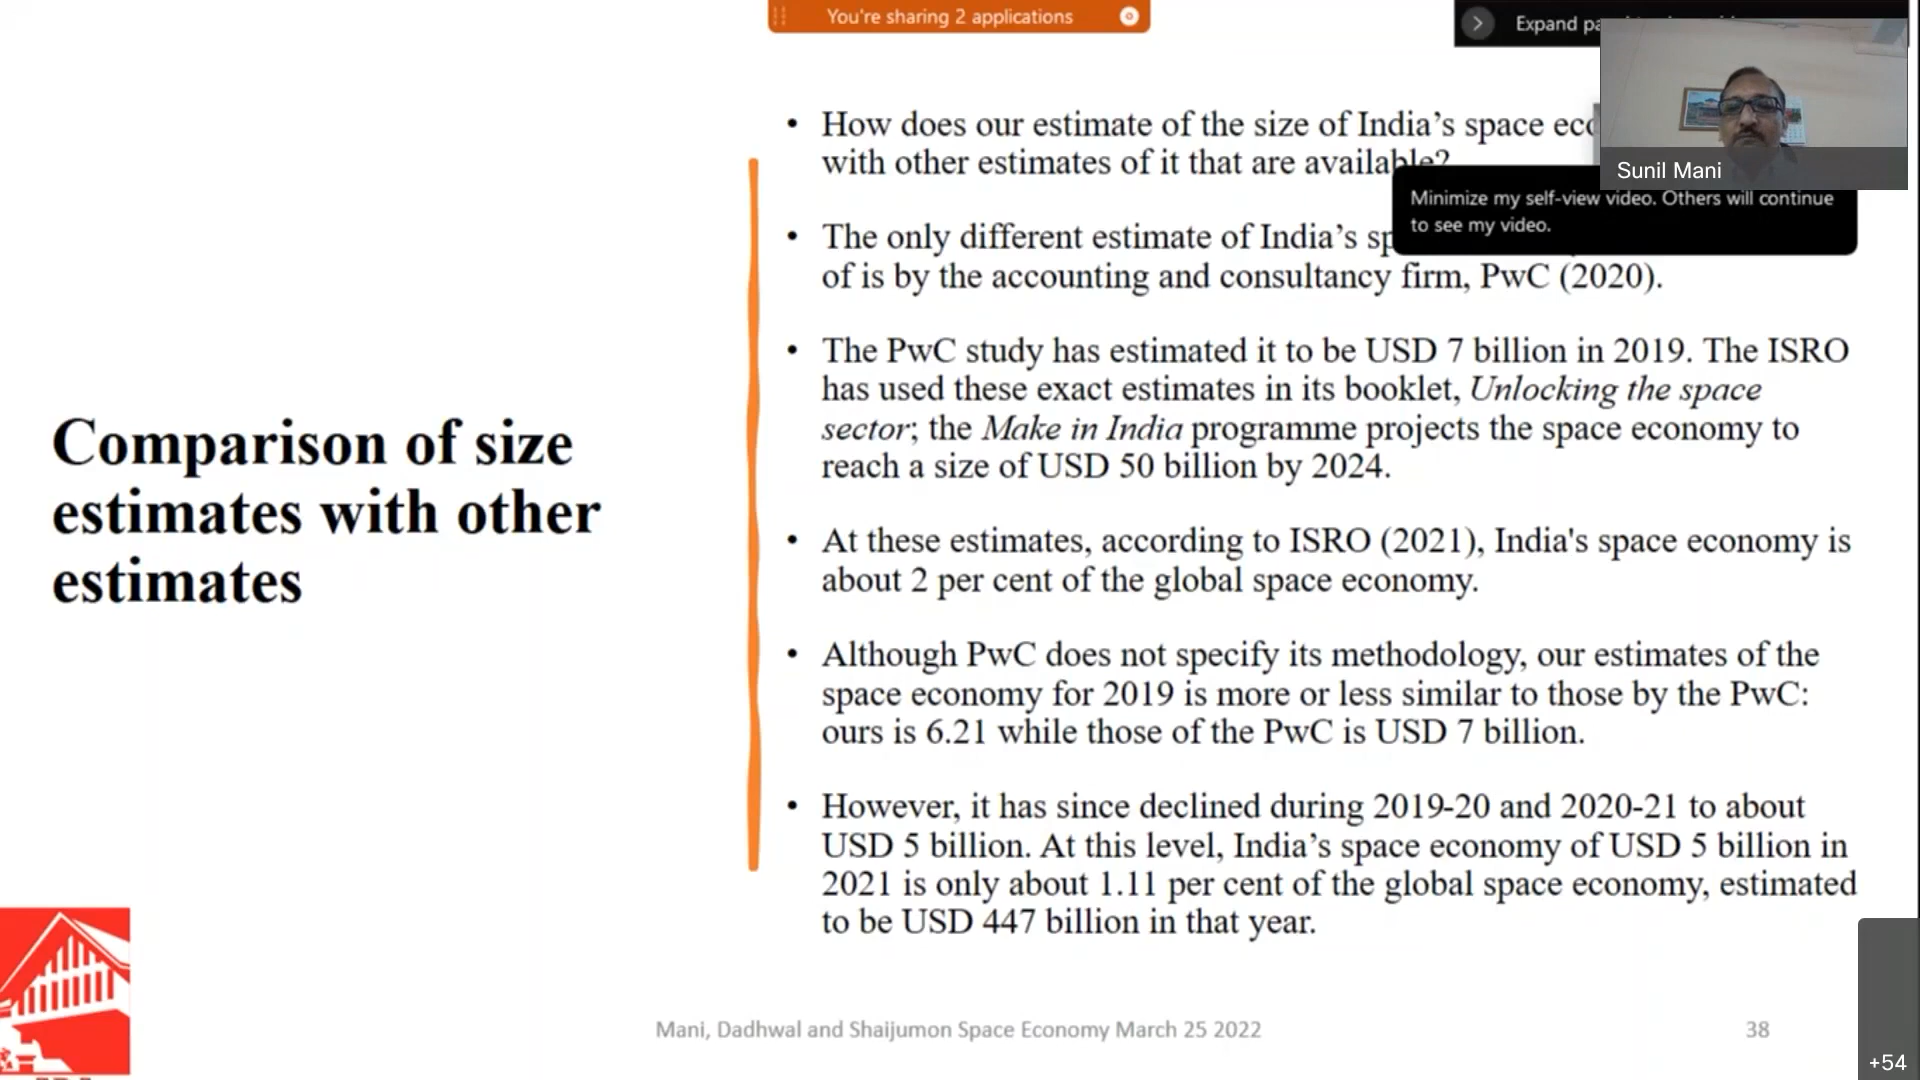 You're sharing 2 applications
Expand
Sunil Mani
Minimize my self-view video. Others will continue
to see my video.
Comparison of size
estimates with other
estimates
• How does our estimate of the size of India’s space
with other estimates of it that are available?
• The only different estimate of India’s
of is by the accounting and consultancy firm, PwC (2020).
• The PwC study has estimated it to be USD 7 billion in 2019. The ISRO
has used these exact estimates in its booklet, Unlocking the space
sector; the Make in India programme projects the space economy to
reach a size of USD 50 billion by 2024.
• At these estimates, according to ISRO (2021), India's space economy is
about 2 per cent of the global space economy.
• Although PwC does not specify its methodology, our estimates of the
space economy for 2019 is more or less similar to those by the PwC:
ours is 6.21 while those of the PwC is USD 7 billion.
• However, it has since declined during 2019-20 and 2020-21 to about
USD 5 billion. At this level, India’s space economy of USD 5 billion in
2021 is only about 1.11 per cent of the global space economy, estimated
to be USD 447 billion in that year.
Mani, Dadhwal and Shaijumon Space Economy March 25 2022
38
+54